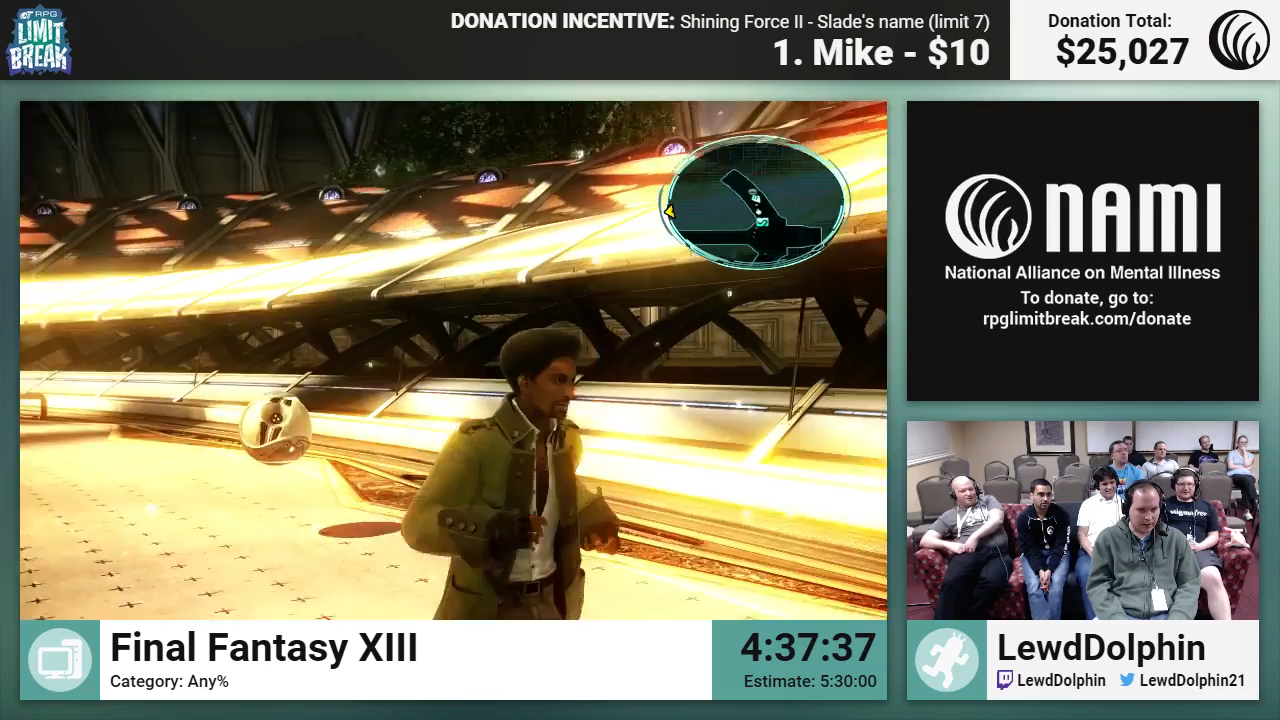 RPG
LIMIT
BREAK
DONATION INCENTIVE: Shining Force II - Slade's name (limit 7)
1. Mike - $10
Donation Total:
$25,027
NAMI
National Alliance on Mental Illness
To donate, go to:
rpglimitbreak.com/donate
stigmafree
Final Fantasy XIII
Category: Any%
4:37:37
Estimate: 5:30:00
LewdDolphin
LewdDolphin
LewdDolphin21